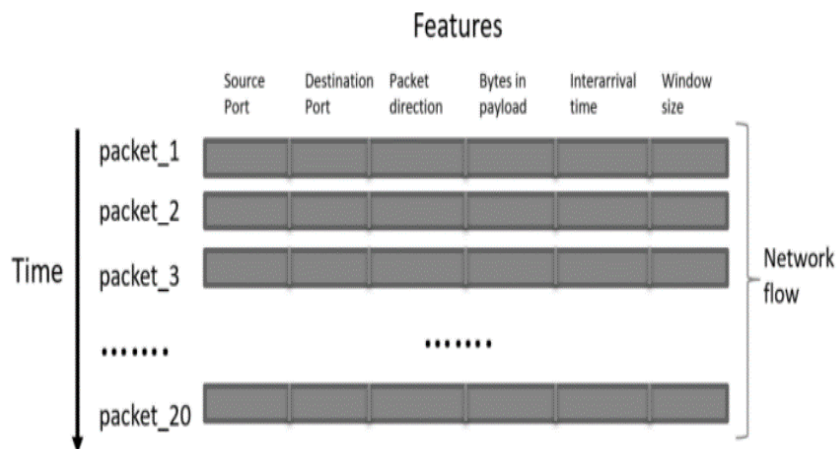 Features
Source Destination Packet Bytes in Interarrival Window
Port Port direction payload time size
packet_1
packet_2
Time packet_3 Network
flow
....... .......
packet_20